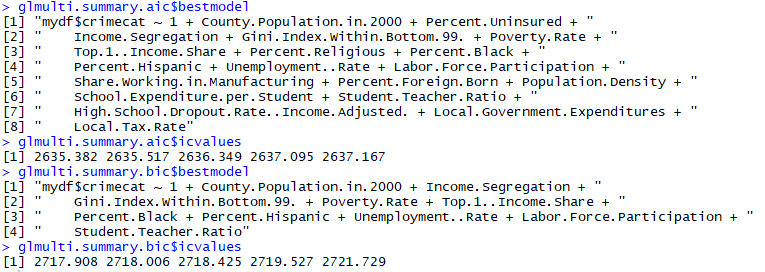 > glmulti.summary.aic$bestmodel
[1] "mydf$crimecat ~ 1 + County.Population.in.2000 + Percent.Uninsured + "
[2] "    Income.Segregation + Gini.Index.Within.Bottom.99. + Poverty.Rate + "
[3] "    Top.1..Income.Share + Percent.Religious + Percent.Black + "
[4] "    Percent.Hispanic + Unemployment..Rate + Labor.Force.Participation + "
[5] "    Share.Working.in.Manufacturing + Percent.Foreign.Born + Population.Density + "
[6] "    School.Expenditure.per.Student + Student.Teacher.Ratio + "
[7] "    High.School.Dropout.Rate..Income.Adjusted. + Local.Government.Expenditures + "
[8] "    Local.Tax.Rate"
> glmulti.summary.aic$icvalues
[1] 2635.382 2635.517 2636.349 2637.095 2637.167
> glmulti.summary.bic$bestmodel
[1] "mydf$crimecat ~ 1 + County.Population.in.2000 + Income.Segregation + "
[2] "    Gini.Index.Within.Bottom.99. + Poverty.Rate + Top.1..Income.Share + "
[3] "    Percent.Black + Percent.Hispanic + Unemployment..Rate + Labor.Force.Participation + "
[4] "    Student.Teacher.Ratio"
> glmulti.summary.bic$icvalues
[1] 2717.908 2718.006 2718.425 2719.527 2721.729